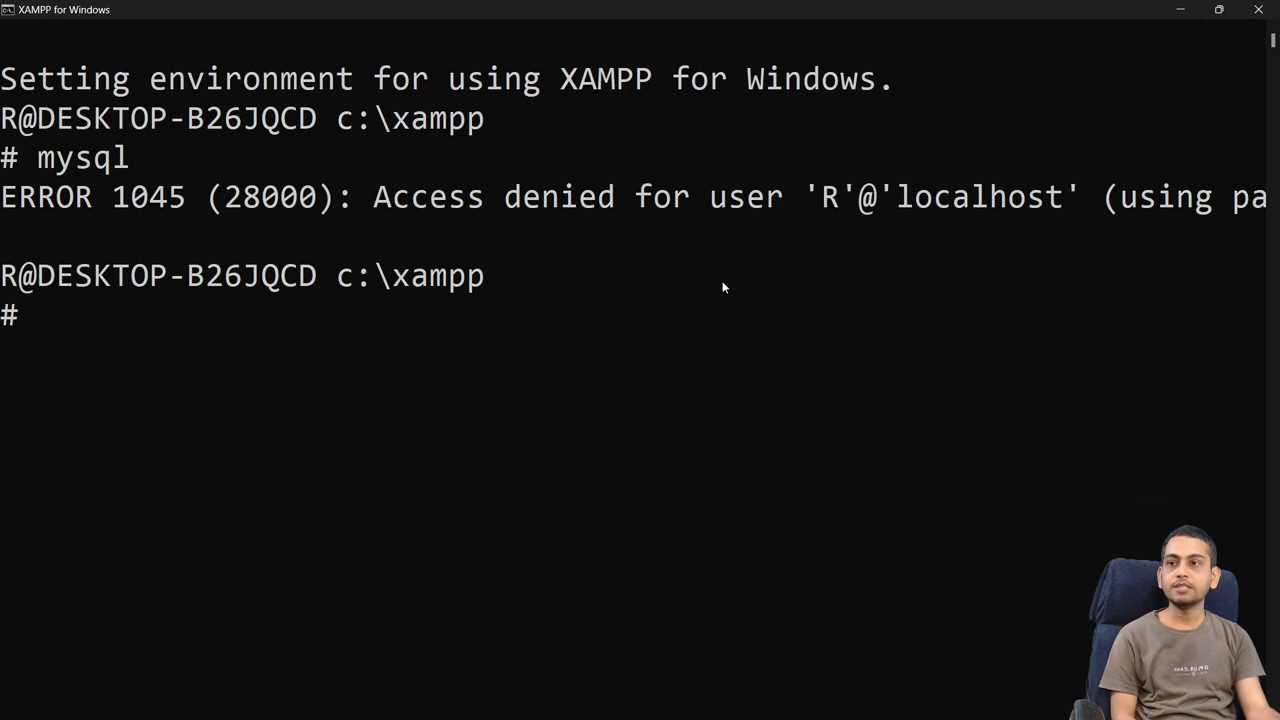 XAMPP for Windows
Setting environment for using XAMPP for Windows.
R@DESKTOP-B26JQCD c:\xampp
# mysql
ERROR 1045 (28000): Access denied for user 'R'@'localhost' (using pa
R@DESKTOP-B26JQCD c:\xampp
#